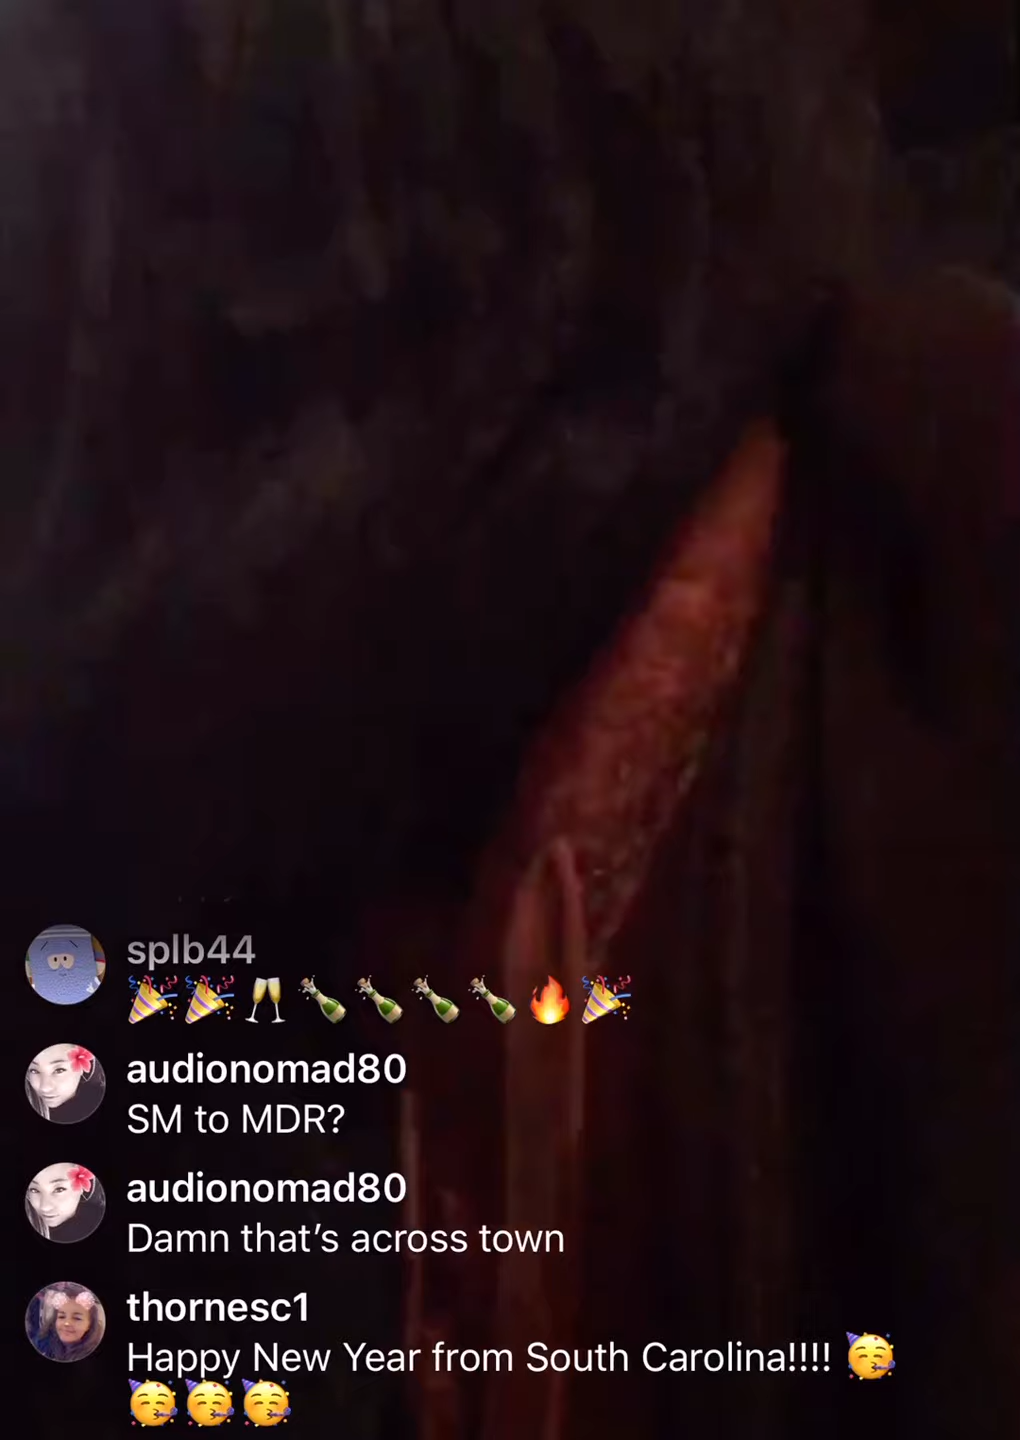 splb44
🎉🎉🥂🍾🍾🍾🍾🔥🎉
audionomad80
SM to MDR?
audionomad80
Damn that’s across town
thornesc1
Happy New Year from South Carolina!!!! 🥳
🥳🥳🥳